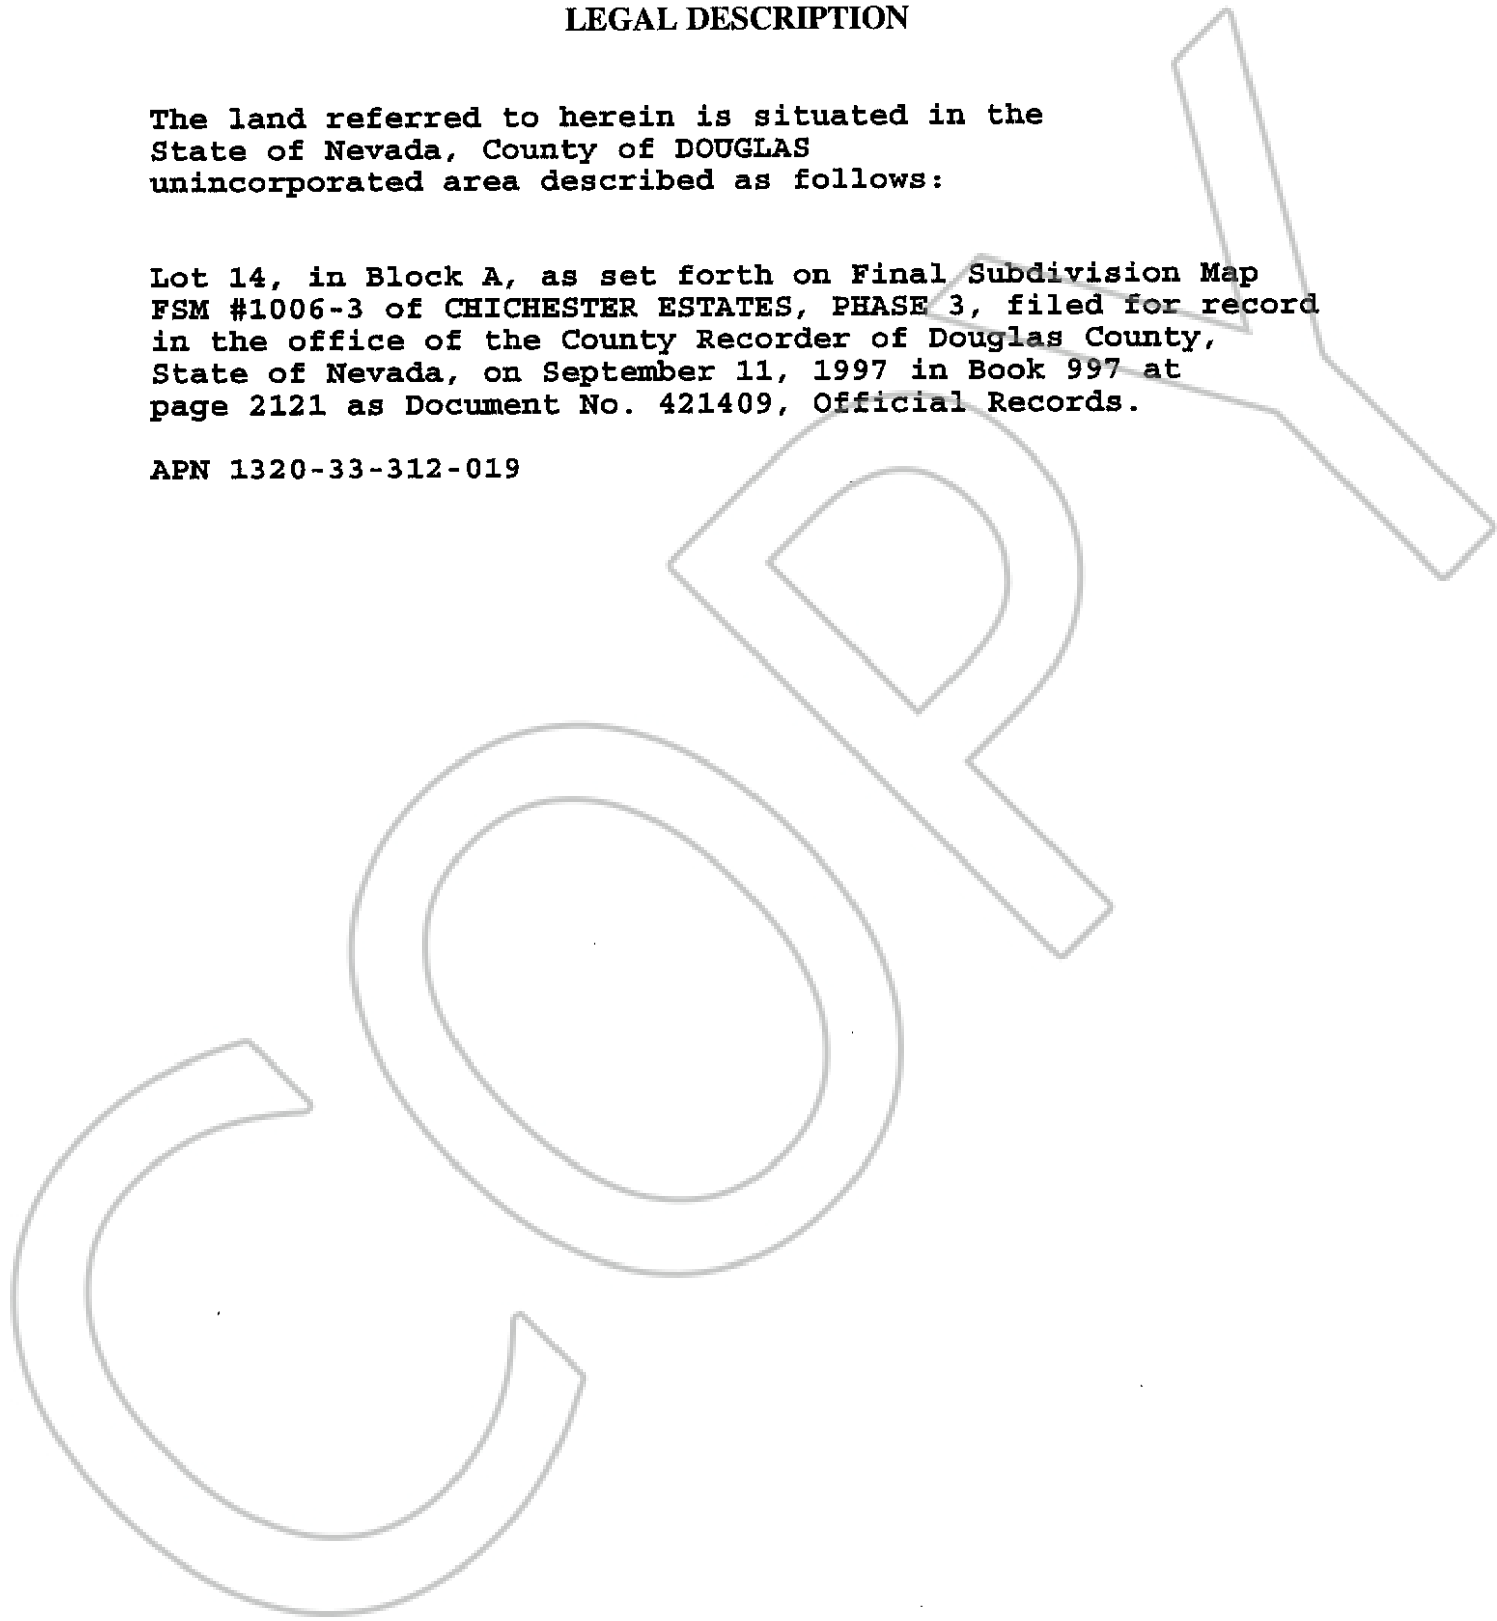 LEGAL DESCRIPTION
The land referred to herein is situated in the
State of Nevada, County of DOUGLAS
unincorporated area described as follows:
Lot 14, in Block A, as set forth on Final Subdivision Map
FSM #1006-3 of CHICHESTER ESTATES, PHASE 3, filed for record
in the office of the County Recorder of Douglas County,
State of Nevada, on September 11, 1997 in Book 997 at
page 2121 as Document No. 421409, Official Records.
APN 1320-33-312-019
COPY